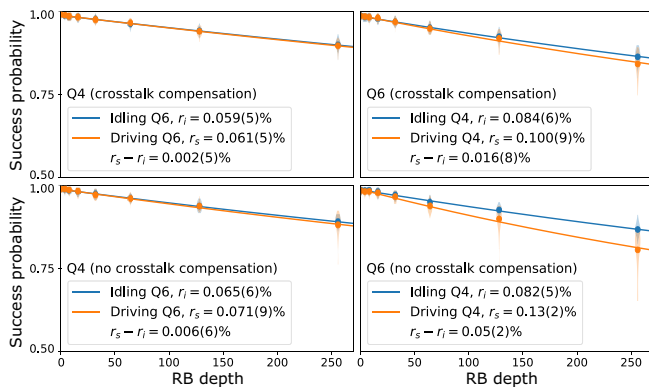 1.00
0.75
0.50
Success probability
Q4 (crosstalk compensation)
Idling Q6, r_i = 0.059(5)%
Driving Q6, r_s = 0.061(5)%
r_s − r_i = 0.002(5)%
Q6 (crosstalk compensation)
Idling Q4, r_i = 0.084(6)%
Driving Q4, r_s = 0.100(9)%
r_s − r_i = 0.016(8)%
1.00
0.75
0.50
Success probability
Q4 (no crosstalk compensation)
Idling Q6, r_i = 0.065(6)%
Driving Q6, r_s = 0.071(9)%
r_s − r_i = 0.006(6)%
0 50 100 150 200 250
RB depth
Q6 (no crosstalk compensation)
Idling Q4, r_i = 0.082(5)%
Driving Q4, r_s = 0.13(2)%
r_s − r_i = 0.05(2)%
0 50 100 150 200 250
RB depth